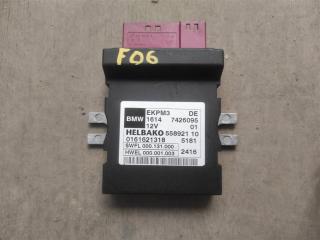 F06
BMW
EKPM3 DE
1614 7426095
12V 01
HELBAKO 558921 10
0161621318 5181
SWFL 000.131.000
HWEL 000.001.003 2416